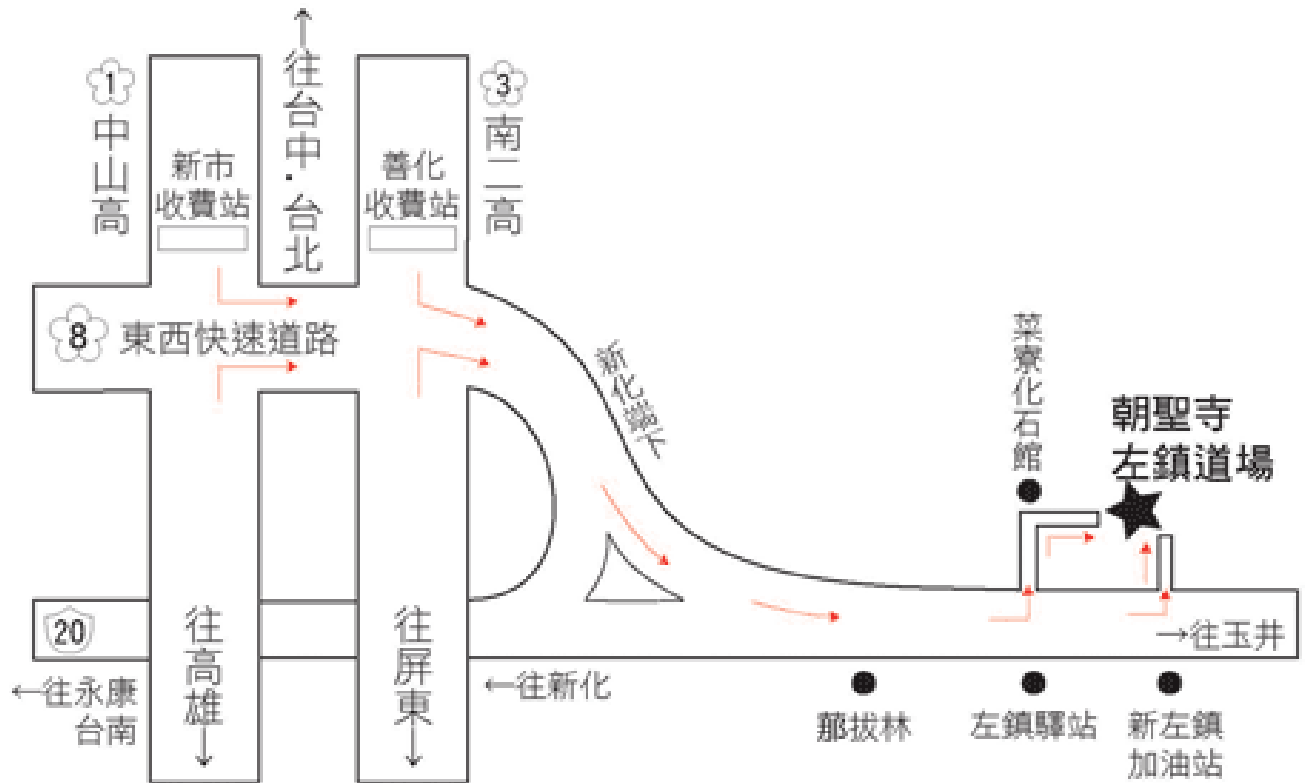 1
中山高
新市
收費站
往台中·台北
善化
收費站
3
南二高
8
東西快速道路
新化端下
菜寮化石館
朝聖寺
左鎮道場
20
往高雄
往屏東
→往玉井
←往永康
台南
←往新化
那拔林
左鎮驛站
新左鎮
加油站